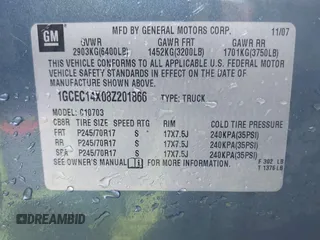 GM
MFD BY GENERAL MOTORS CORP. 11/07
GVWR GAWR FRT GAWR RR
2903KG(6400LB) 1452KG(3200LB) 1701KG(3750LB)
THIS VEHICLE CONFORMS TO ALL APPLICABLE U.S. FEDERAL MOTOR
VEHICLE SAFETY STANDARDS IN EFFECT ON THE DATE OF
MANUFACTURE SHOWN ABOVE.
1GCEC14X08Z201866 TYPE: TRUCK
MODEL: C10703
TIRE SIZE SPEED RTG RIM COLD TIRE PRESSURE
FRT P245/70R17 S 17X7.5J 240KPA(35PSI)
RR P245/70R17 S 17X7.5J 240KPA(35PSI)
SPA P245/70R17 S 17X7.5J 240KPA(35PSI)
SEE OWNER'S MANUAL FOR MORE INFORMATION.
DREAMBID